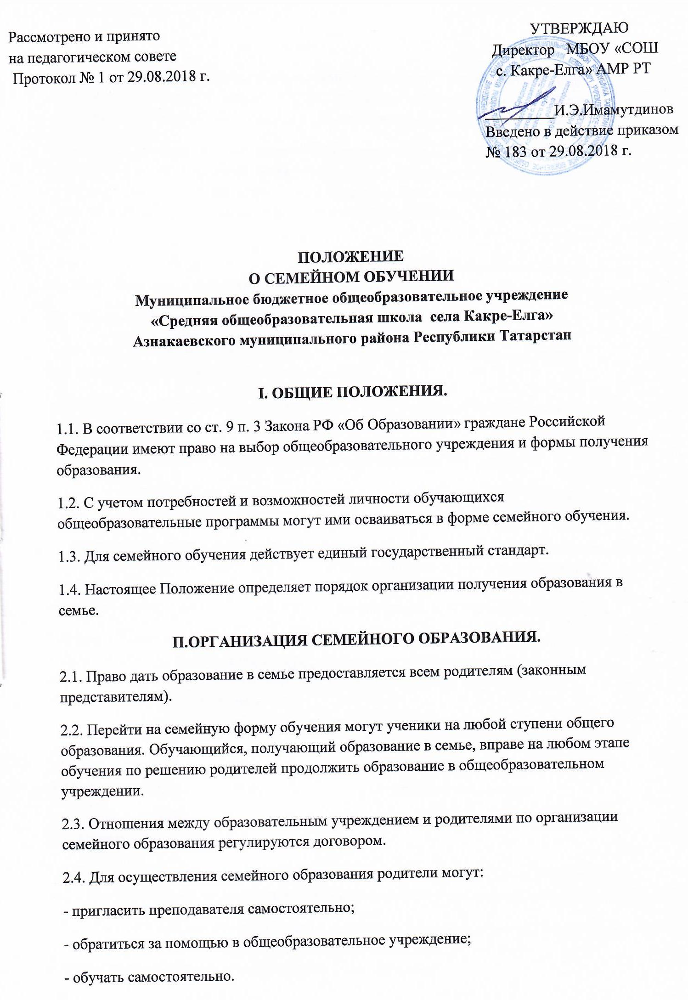 Рассмотрено и принято
на педагогическом совете
Протокол № 1 от 29.08.2018 г.
УТВЕРЖДАЮ
Директор МБОУ «СОШ
с. Какре-Елга» АМР РТ
__________И.Э.Имамутдинов
Введено в действие приказом
№ 183 от 29.08.2018 г.
ПОЛОЖЕНИЕ
О СЕМЕЙНОМ ОБУЧЕНИИ
Муниципальное бюджетное общеобразовательное учреждение
«Средняя общеобразовательная школа села Какре-Елга»
Азнакаевского муниципального района Республики Татарстан
I. ОБЩИЕ ПОЛОЖЕНИЯ.
1.1. В соответствии со ст. 9 п. 3 Закона РФ «Об Образовании» граждане Российской
Федерации имеют право на выбор общеобразовательного учреждения и формы получения
образования.
1.2. С учетом потребностей и возможностей личности обучающихся
общеобразовательные программы могут ими осваиваться в форме семейного обучения.
1.3. Для семейного обучения действует единый государственный стандарт.
1.4. Настоящее Положение определяет порядок организации получения образования в
семье.
П.ОРГАНИЗАЦИЯ СЕМЕЙНОГО ОБРАЗОВАНИЯ.
2.1. Право дать образование в семье предоставляется всем родителям (законным
представителям).
2.2. Перейти на семейную форму обучения могут ученики на любой ступени общего
образования. Обучающийся, получающий образование в семье, вправе на любом этапе
обучения по решению родителей продолжить образование в общеобразовательном
учреждении.
2.3. Отношения между образовательным учреждением и родителями по организации
семейного образования регулируются договором.
2.4. Для осуществления семейного образования родители могут:
- пригласить преподавателя самостоятельно;
- обратиться за помощью в общеобразовательное учреждение;
- обучать самостоятельно.